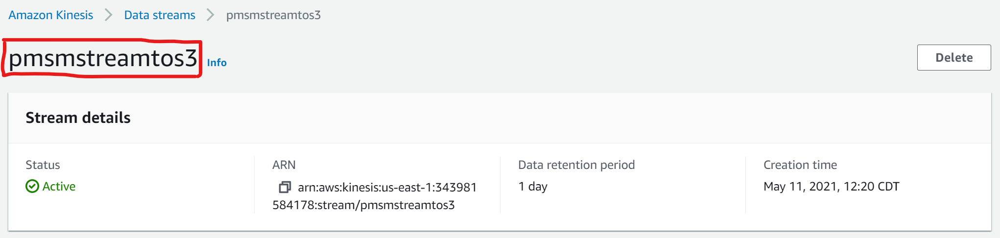 Amazon Kinesis > Data streams > pmsmstreamtos3
pmsmstreamtos3 Info
Delete
Stream details
Status
Active
ARN
arn:aws:kinesis:us-east-1:343981
584178:stream/pmsmstreamtos3
Data retention period
1 day
Creation time
May 11, 2021, 12:20 CDT